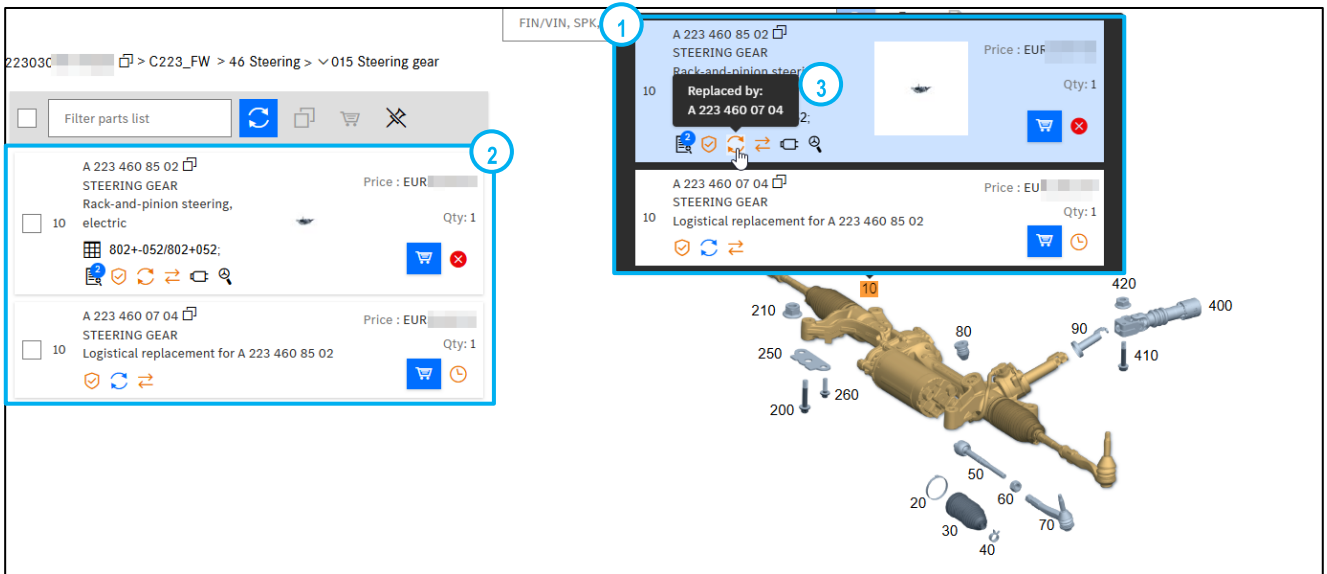 FIN/VIN, SPK,
1
223030
> C223_FW > 46 Steering > 015 Steering gear
Filter parts list
2
A 223 460 85 02
STEERING GEAR
Rack-and-pinion steering,
electric
10
Price : EUR
Qty: 1
802+-052/802+052;
2
A 223 460 07 04
STEERING GEAR
10
Logistical replacement for A 223 460 85 02
Price : EUR
Qty: 1
A 223 460 85 02
STEERING GEAR
Rack-and-pinion steeri
10
Price : EUR
Qty: 1
3
Replaced by:
A 223 460 07 04
2;
2
A 223 460 07 04
STEERING GEAR
10
Logistical replacement for A 223 460 85 02
Price : EU
Qty: 1
10
420
400
210
80
90
250
410
260
200
50
20
60
30
70
40